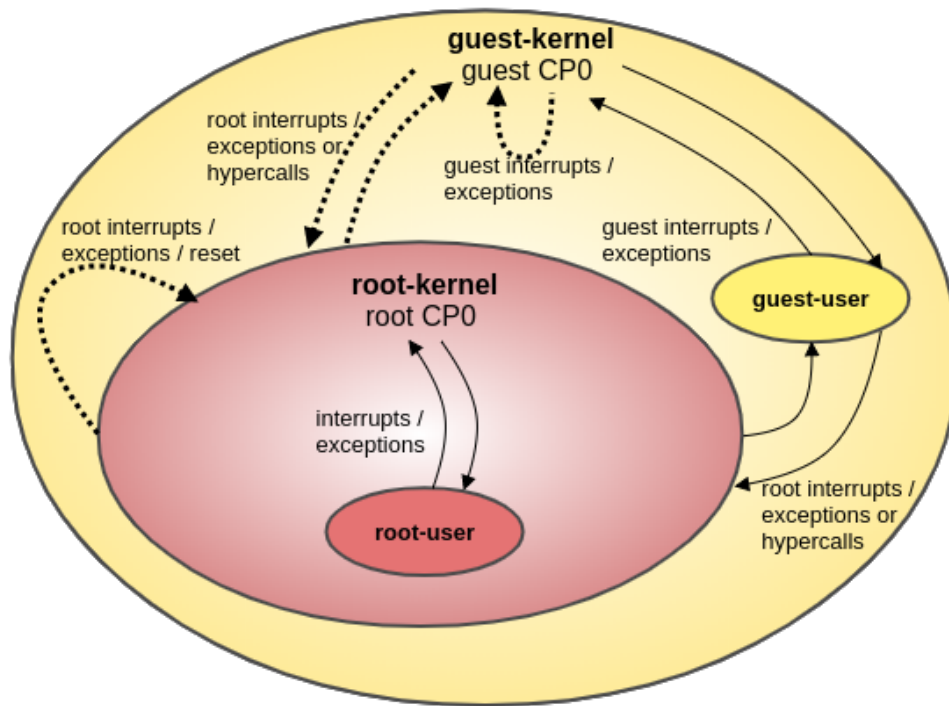 guest-kernel
guest CP0
root interrupts /
exceptions or
hypercalls
guest interrupts /
exceptions
root interrupts /
exceptions / reset
guest interrupts /
exceptions
root-kernel
root CP0
guest-user
interrupts /
exceptions
root interrupts /
exceptions or
hypercalls
root-user